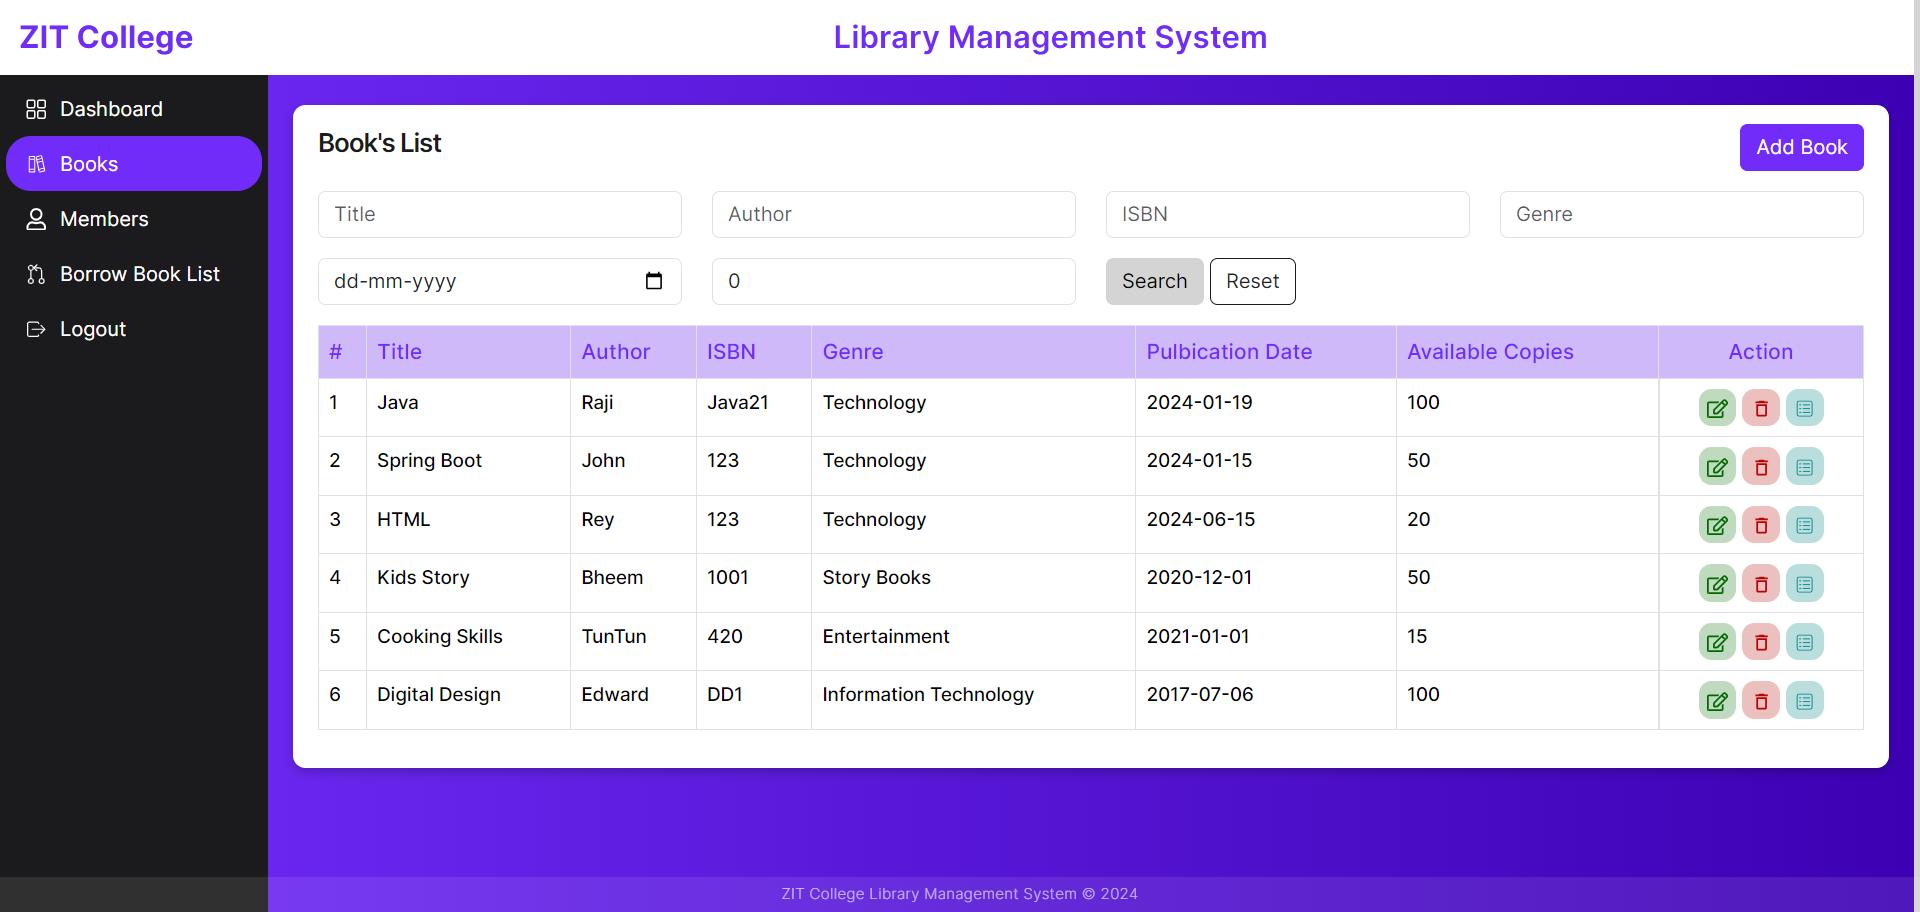 ZIT College
Library Management System
Dashboard
Books
Members
Borrow Book List
Logout
Book's List
Add Book
Title Author ISBN Genre
dd-mm-yyyy 0 Search Reset
# Title Author ISBN Genre Pulbication Date Available Copies Action
1 Java Raji Java21 Technology 2024-01-19 100
2 Spring Boot John 123 Technology 2024-01-15 50
3 HTML Rey 123 Technology 2024-06-15 20
4 Kids Story Bheem 1001 Story Books 2020-12-01 50
5 Cooking Skills TunTun 420 Entertainment 2021-01-01 15
6 Digital Design Edward DD1 Information Technology 2017-07-06 100
ZIT College Library Management System © 2024